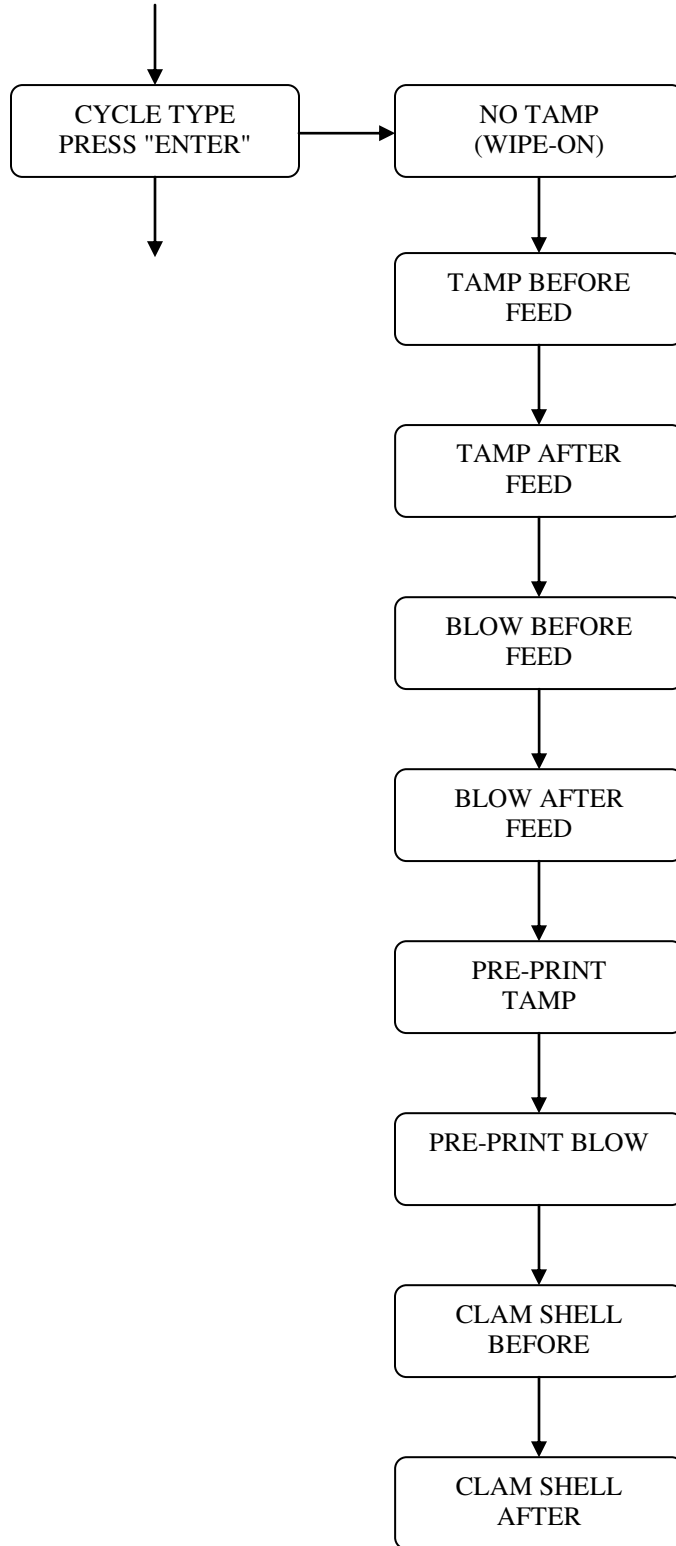 CYCLE TYPE
PRESS "ENTER"
NO TAMP
(WIPE-ON)
TAMP BEFORE
FEED
TAMP AFTER
FEED
BLOW BEFORE
FEED
BLOW AFTER
FEED
PRE-PRINT
TAMP
PRE-PRINT BLOW
CLAM SHELL
BEFORE
CLAM SHELL
AFTER